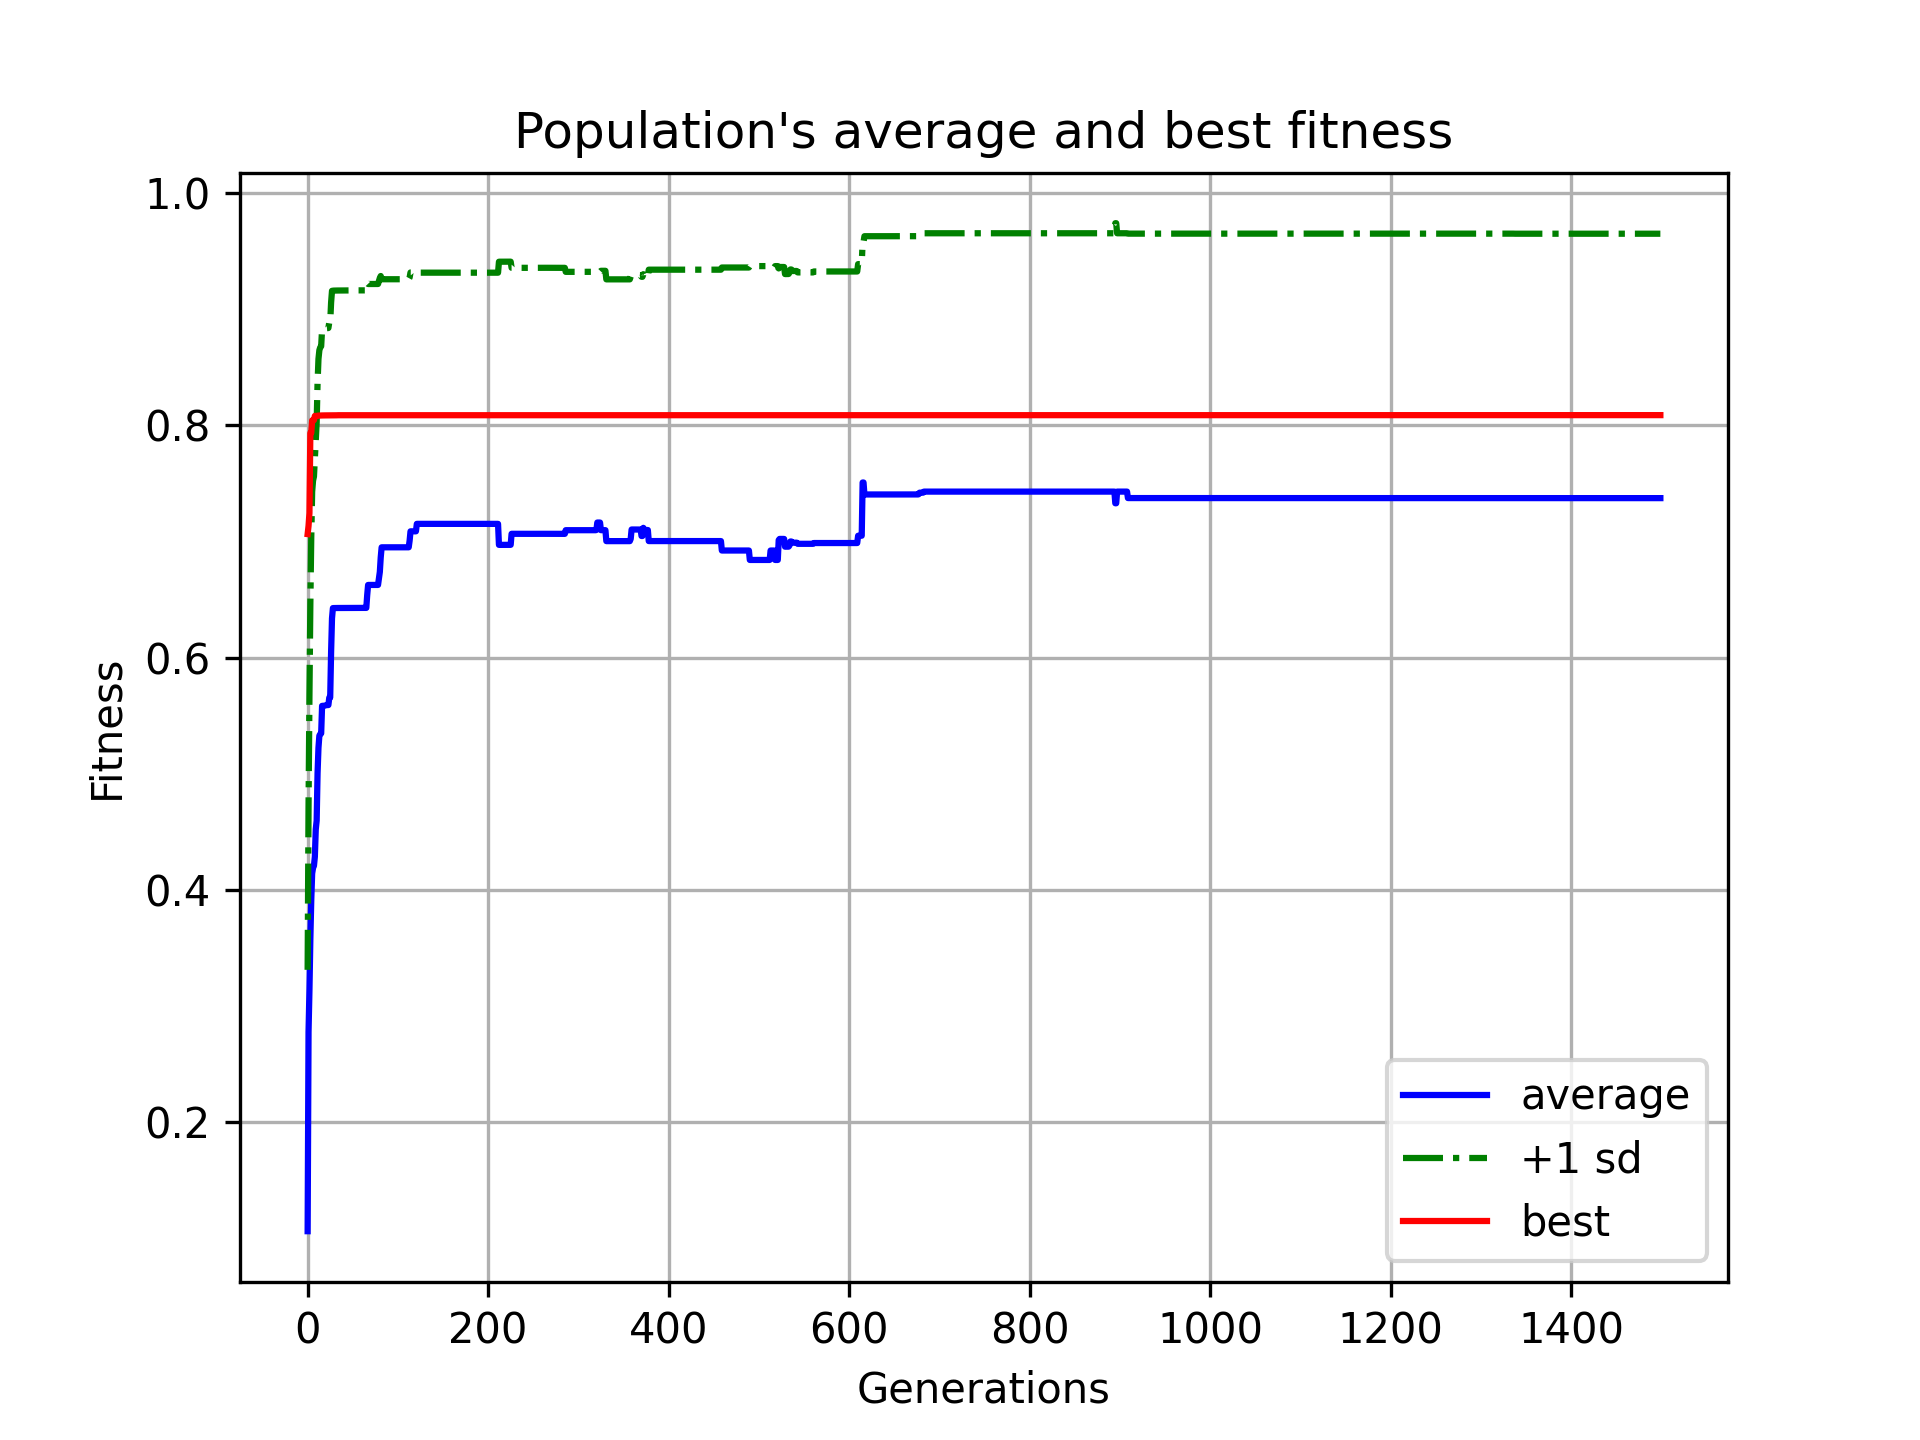 Population's average and best fitness
1.0
0.8
0.6
0.4
0.2
Fitness
0 200 400 600 800 1000 1200 1400
Generations
average
+1 sd
best